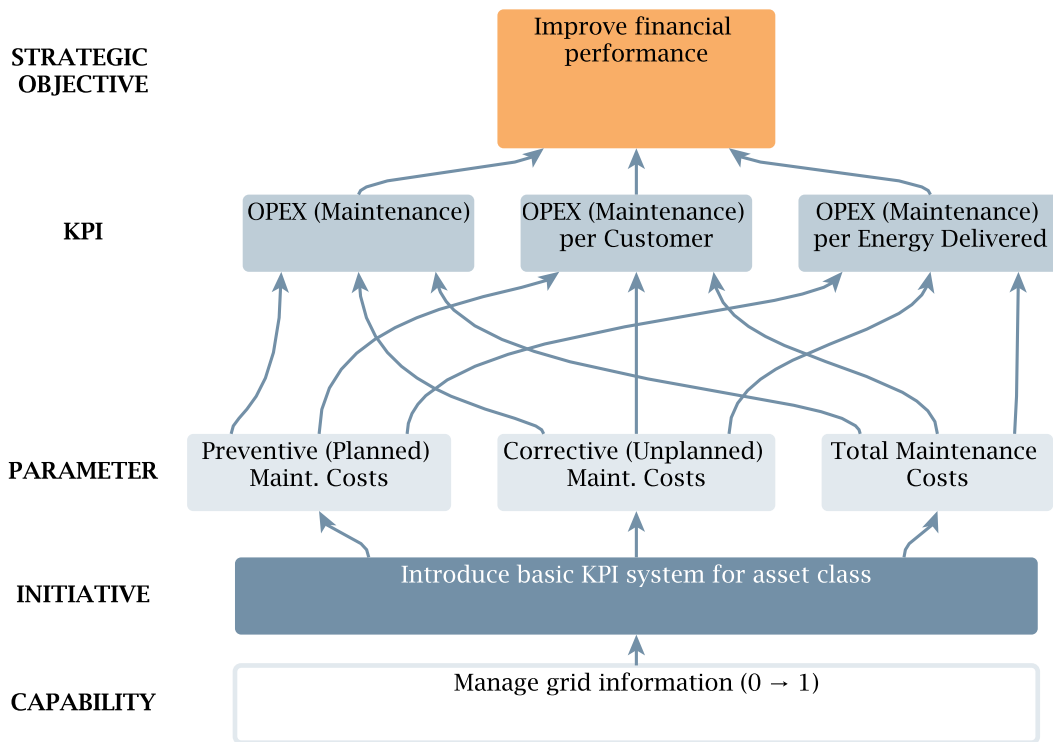 STRATEGIC
OBJECTIVE
Improve financial
performance
KPI
OPEX (Maintenance)
OPEX (Maintenance)
per Customer
OPEX (Maintenance)
per Energy Delivered
PARAMETER
Preventive (Planned)
Maint. Costs
Corrective (Unplanned)
Maint. Costs
Total Maintenance
Costs
INITIATIVE
Introduce basic KPI system for asset class
CAPABILITY
Manage grid information (0 → 1)